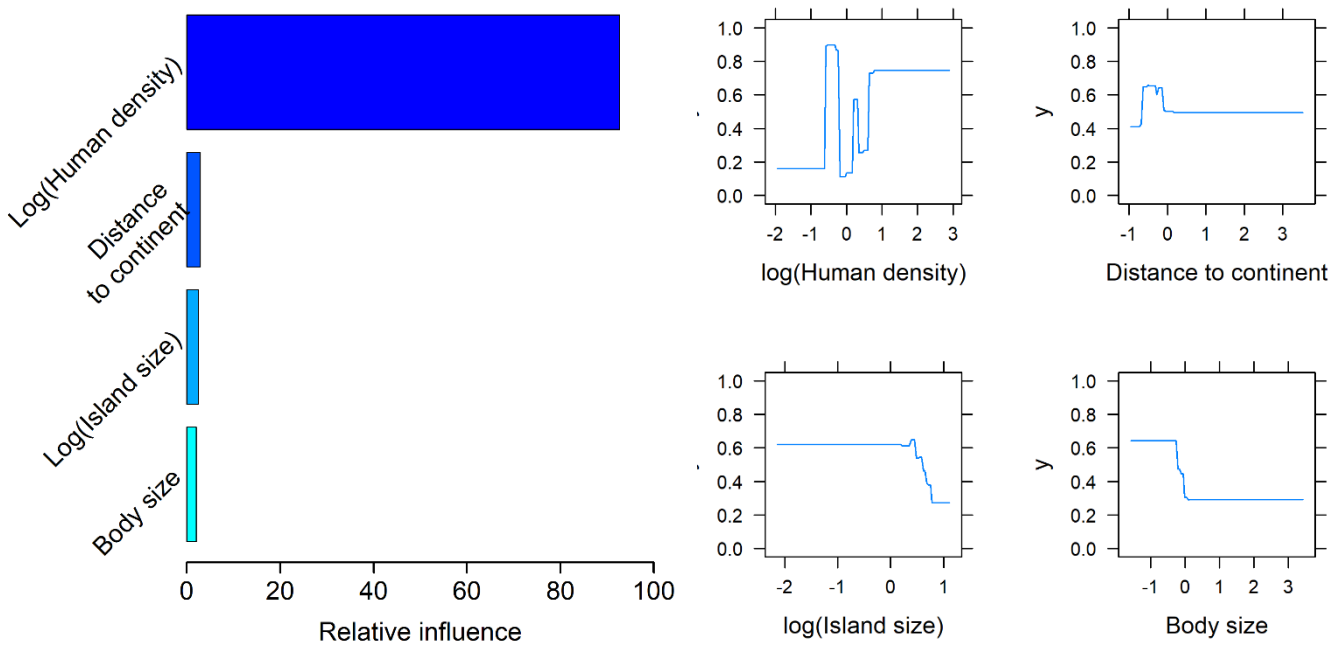 Log(Human density)
Distance
to continent
Log(Island size)
Body size
0 20 40 60 80 100
Relative influence
1.0
0.8
0.6
0.4
0.2
0.0
-2 -1 0 1 2 3
log(Human density)
y
1.0
0.8
0.6
0.4
0.2
0.0
-1 0 1 2 3
Distance to continent
1.0
0.8
0.6
0.4
0.2
0.0
-2 -1 0 1
log(Island size)
y
1.0
0.8
0.6
0.4
0.2
0.0
-1 0 1 2 3
Body size